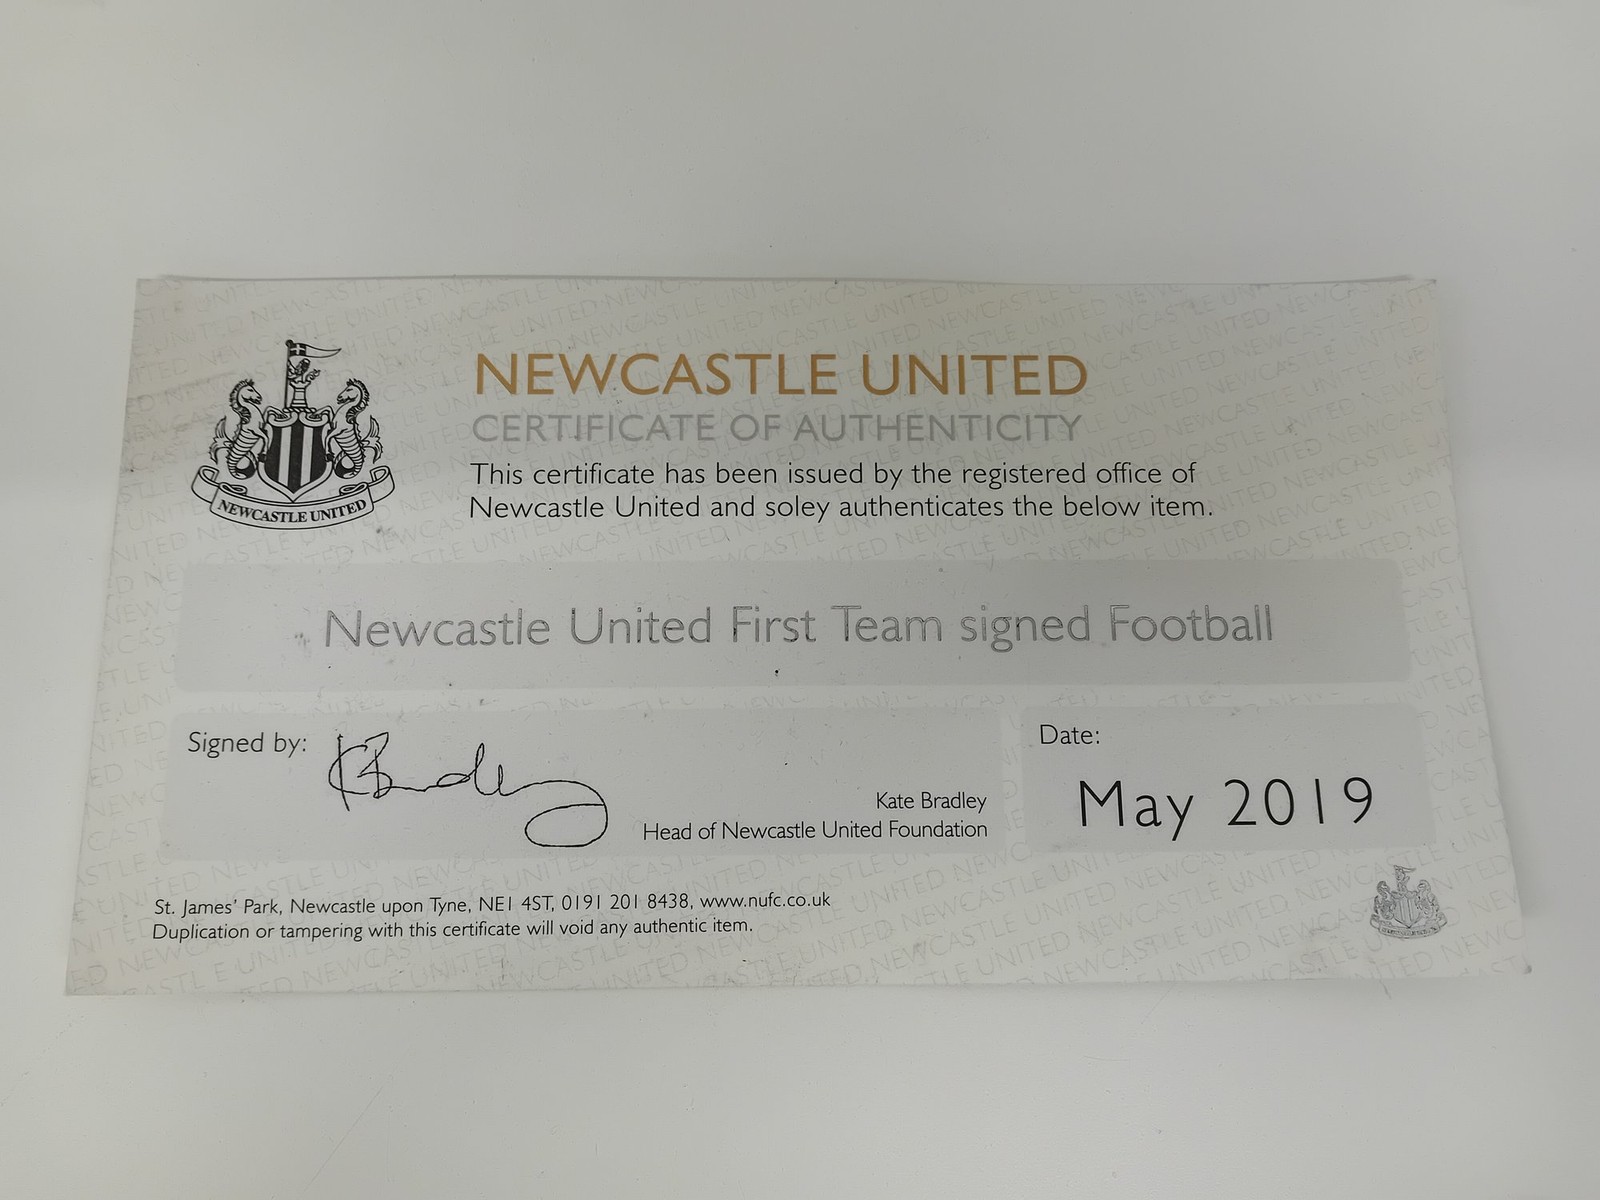 NEWCASTLE UNITED
NEWCASTLE UNITED
CERTIFICATE OF AUTHENTICITY
This certificate has been issued by the registered office of
Newcastle United and soley authenticates the below item.
Newcastle United First Team signed Football
Signed by:
KBradley
Kate Bradley
Head of Newcastle United Foundation
Date:
May 2019
St. James' Park, Newcastle upon Tyne, NE1 4ST, 0191 201 8438, www.nufc.co.uk
Duplication or tampering with this certificate will void any authentic item.